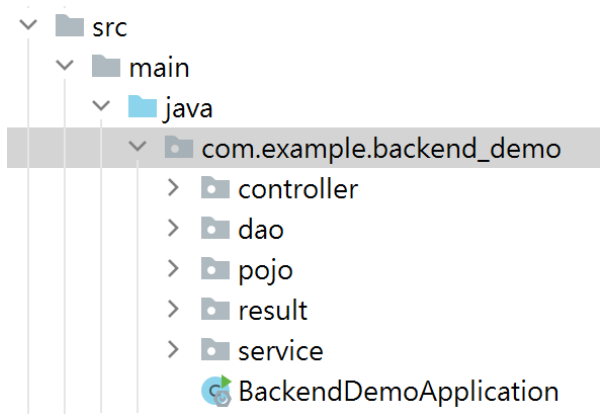 src
main
java
com.example.backend_demo
controller
dao
pojo
result
service
BackendDemoApplication